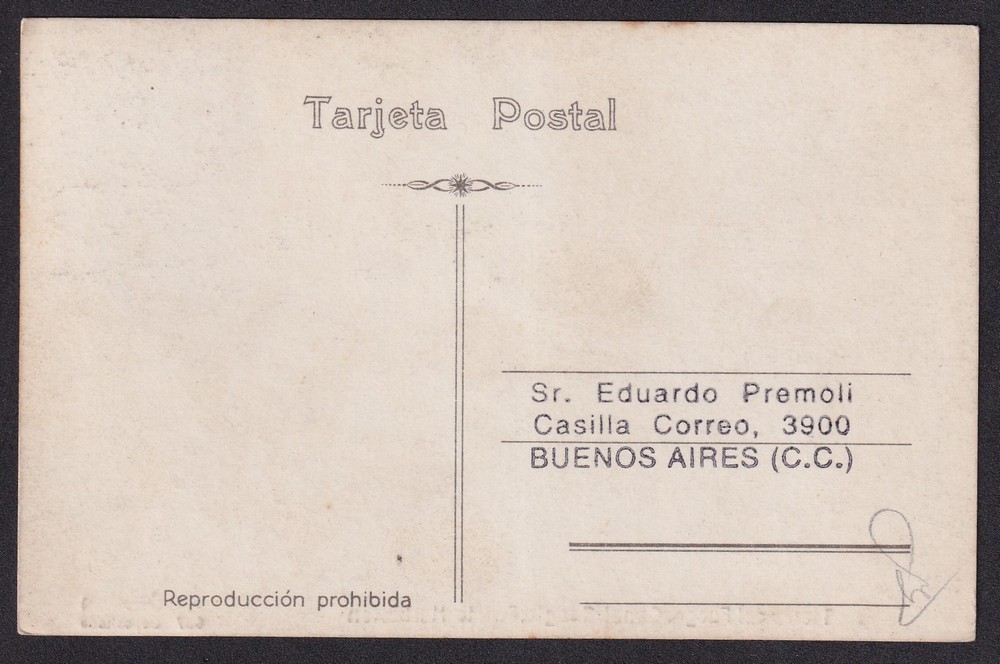 Tarjeta Postal
Sr. Eduardo Premoli
Casilla Correo, 3900
BUENOS AIRES (C.C.)
Reproducción prohibida